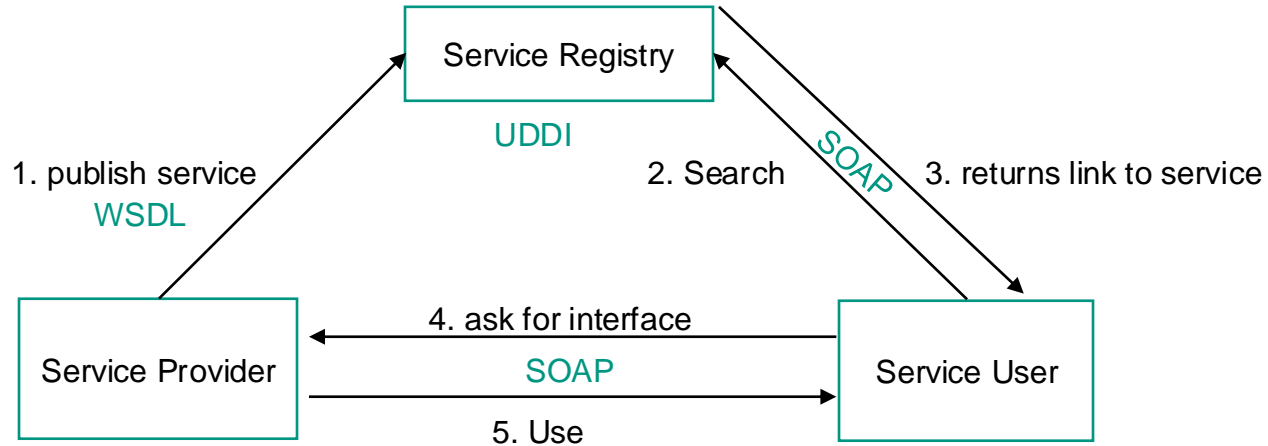 Service Registry
UDDI
1. publish service
WSDL
2. Search
SOAP
3. returns link to service
4. ask for interface
Service Provider
SOAP
Service User
5. Use